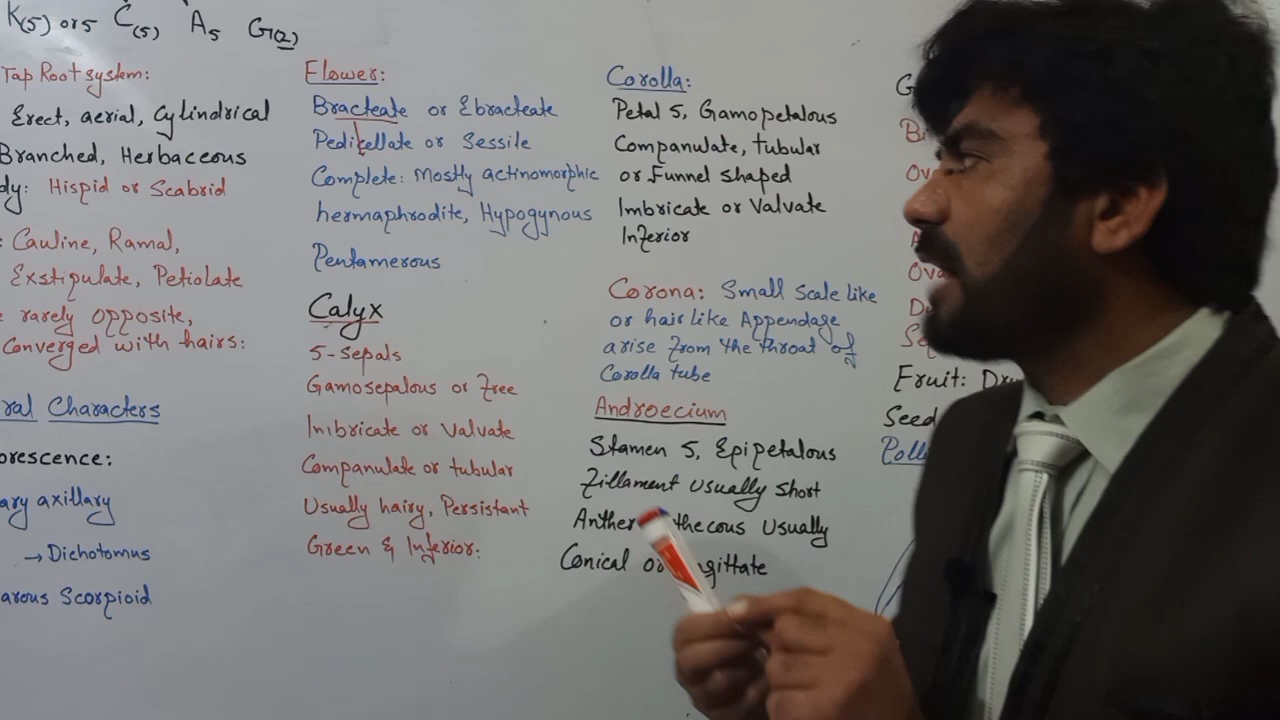 K(5) or 5 C(5) A5 G(2)
Tap Root system:
Erect, aerial, Cylindrical
Branched, Herbaceous
dy: Hispid or Scabrid
: Cauline, Ramal,
Exstipulate, Petiolate
rarely opposite,
Converged with hairs:
ral Characters
orescence:
ary axillary
→Dichotomus
arous Scorpioid
Flower:
Bracteate or Ebracteate
Pedicellate or Sessile
Complete: Mostly actinomorphic
hermaphrodite, Hypogynous
Pentamerous
Calyx
5-Sepals
Gamosepalous or free
Inibricate or Valvate
Companulate or tubular
Usually hairy, Persistant
Green & Inferior:
Corolla:
Petal 5, Gamopetalous
Companulate, tubular
or Funnel shaped
Imbricate or Valvate
Inferior
Corona: Small Scale like
or hair like Appendage
arise from the throat of
Corolla tube
Androecium
Stamen 5, Epipetalous
fillament Usually Short
Anther thecous Usually
Conical or gittate
G
Ova
Fruit: Dru
Seed
Polle